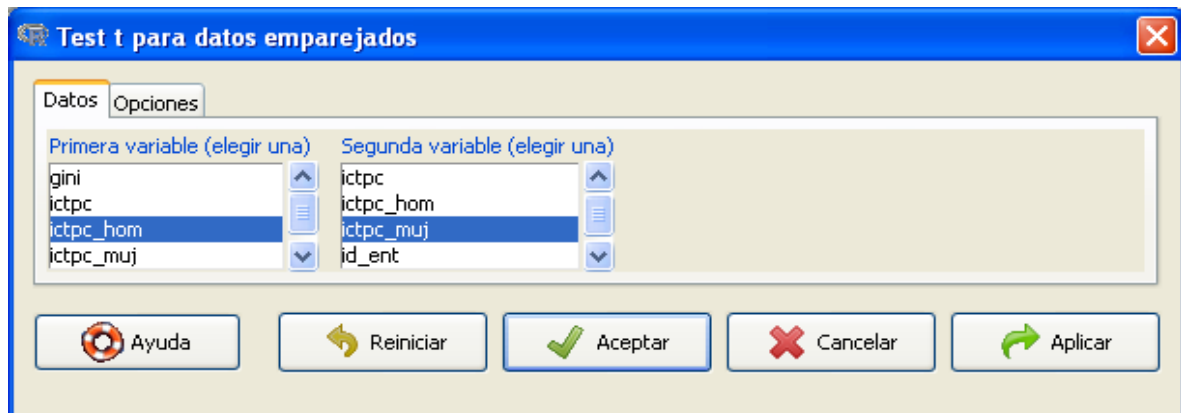 Test t para datos emparejados
Datos Opciones
Primera variable (elegir una) Segunda variable (elegir una)
gini ictpc
ictpc ictpc_hom
ictpc_hom ictpc_muj
ictpc_muj id_ent
Ayuda Reiniciar Aceptar Cancelar Aplicar